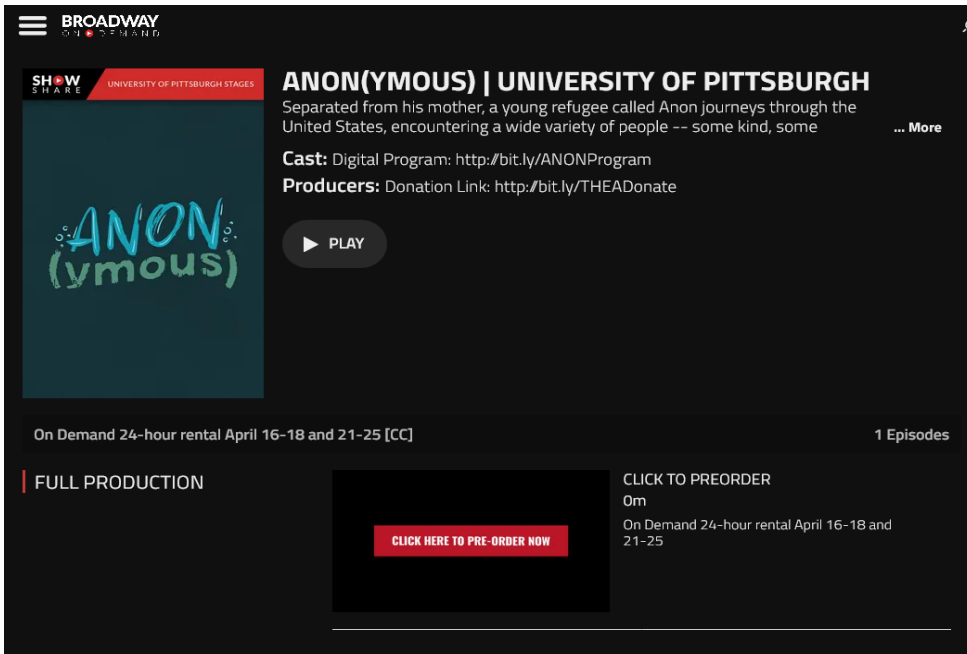 BROADWAY
ON DEMAND
SHOW
SHARE
UNIVERSITY OF PITTSBURGH STAGES
ANON
(ymous)
ANON(YMOUS) | UNIVERSITY OF PITTSBURGH
Separated from his mother, a young refugee called Anon journeys through the
United States, encountering a wide variety of people -- some kind, some
... More
Cast: Digital Program: http://bit.ly/ANONProgram
Producers: Donation Link: http://bit.ly/THEADonate
PLAY
On Demand 24-hour rental April 16-18 and 21-25 [CC]
1 Episodes
FULL PRODUCTION
CLICK HERE TO PRE-ORDER NOW
CLICK TO PREORDER
0m
On Demand 24-hour rental April 16-18 and
21-25